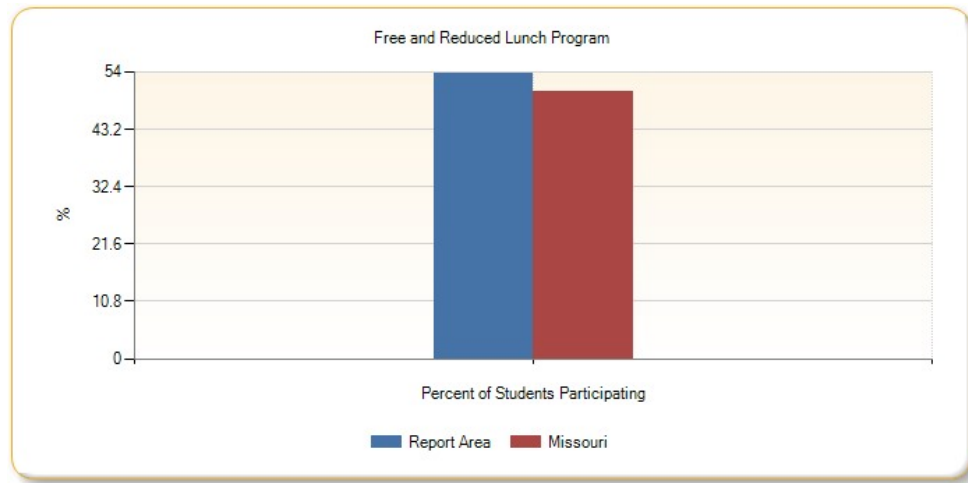 Free and Reduced Lunch Program
54
43.2
32.4
%
21.6
10.8
0
Percent of Students Participating
Report Area Missouri